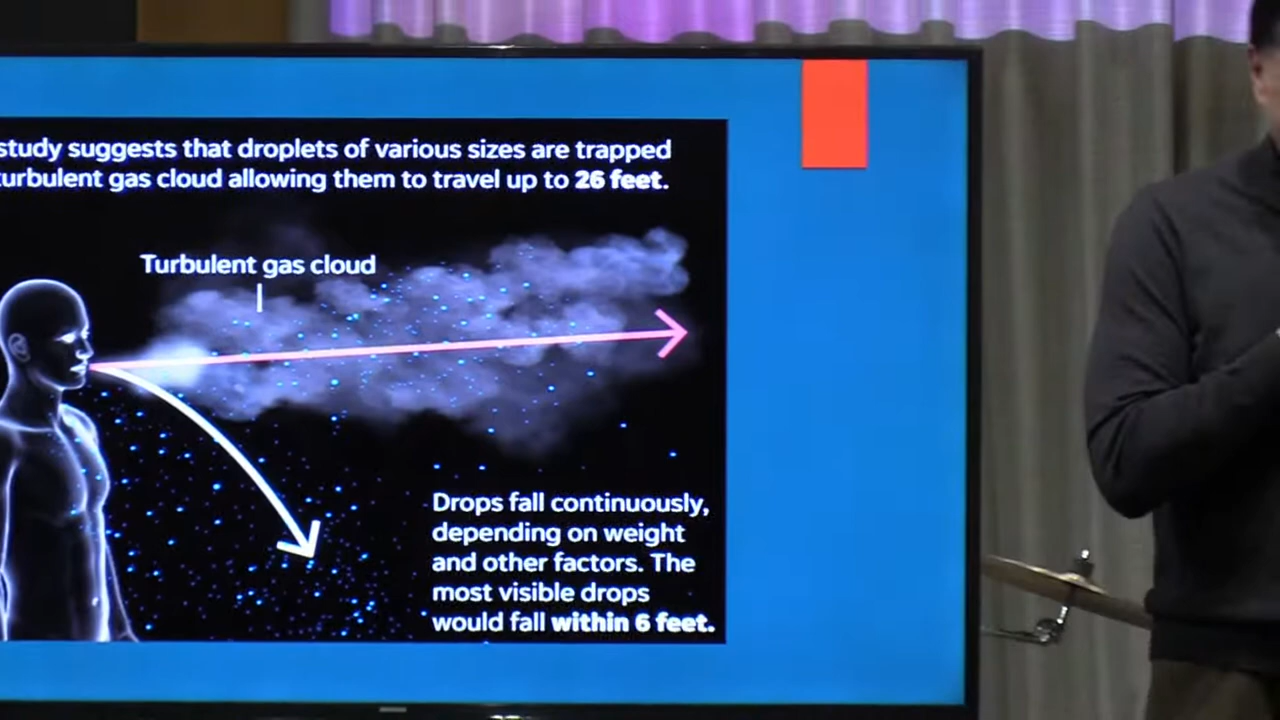 study suggests that droplets of various sizes are trapped
turbulent gas cloud allowing them to travel up to 26 feet.
Turbulent gas cloud
Drops fall continuously,
depending on weight
and other factors. The
most visible drops
would fall within 6 feet.